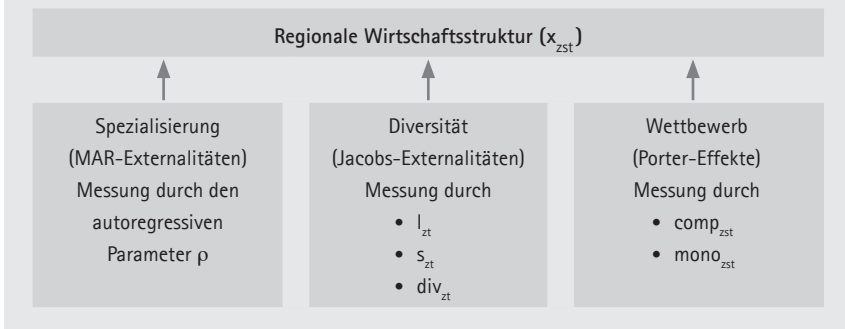 Regionale Wirtschaftsstruktur (x_zst)
Spezialisierung
(MAR-Externalitäten)
Messung durch den
autoregressiven
Parameter ρ
Diversität
(Jacobs-Externalitäten)
Messung durch
• l_zt
• s_zt
• div_zt
Wettbewerb
(Porter-Effekte)
Messung durch
• comp_zst
• mono_zst